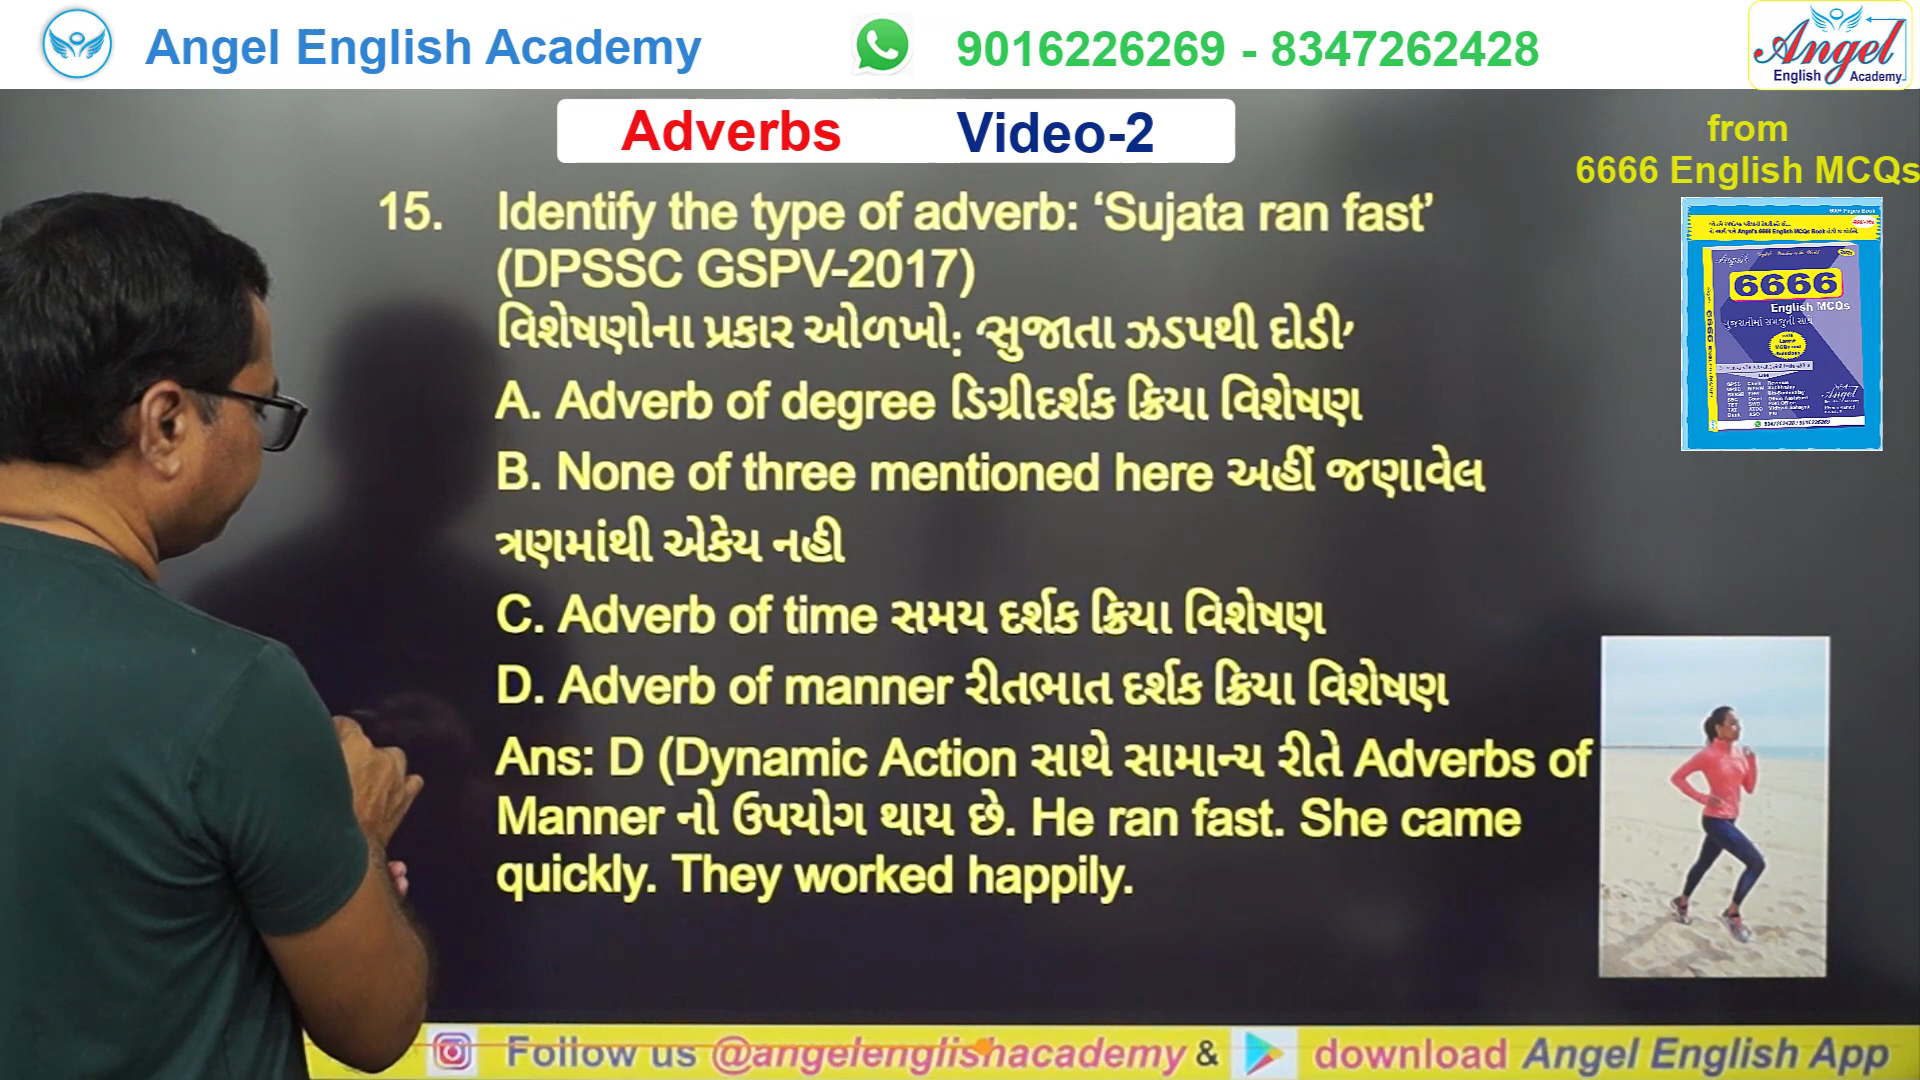 Angel English Academy
9016226269 - 8347262428
Angel
English Academy
Adverbs Video-2
from
6666 English MCQs
6666
English MCQs
15. Identify the type of adverb: ‘Sujata ran fast’
(DPSSC GSPV-2017)
વિશેષણોના પ્રકાર ઓળખો: ‘સુજાતા ઝડપથી દોડી’
A. Adverb of degree ડિગ્રીદર્શક ક્રિયા વિશેષણ
B. None of three mentioned here અહીં જણાવેલ
ત્રણમાંથી એકેય નહી
C. Adverb of time સમય દર્શક ક્રિયા વિશેષણ
D. Adverb of manner રીતભાત દર્શક ક્રિયા વિશેષણ
Ans: D (Dynamic Action સાથે સામાન્ય રીતે Adverbs of
Manner નો ઉપયોગ થાય છે. He ran fast. She came
quickly. They worked happily.
Follow us @angelenglishacademy & download Angel English App